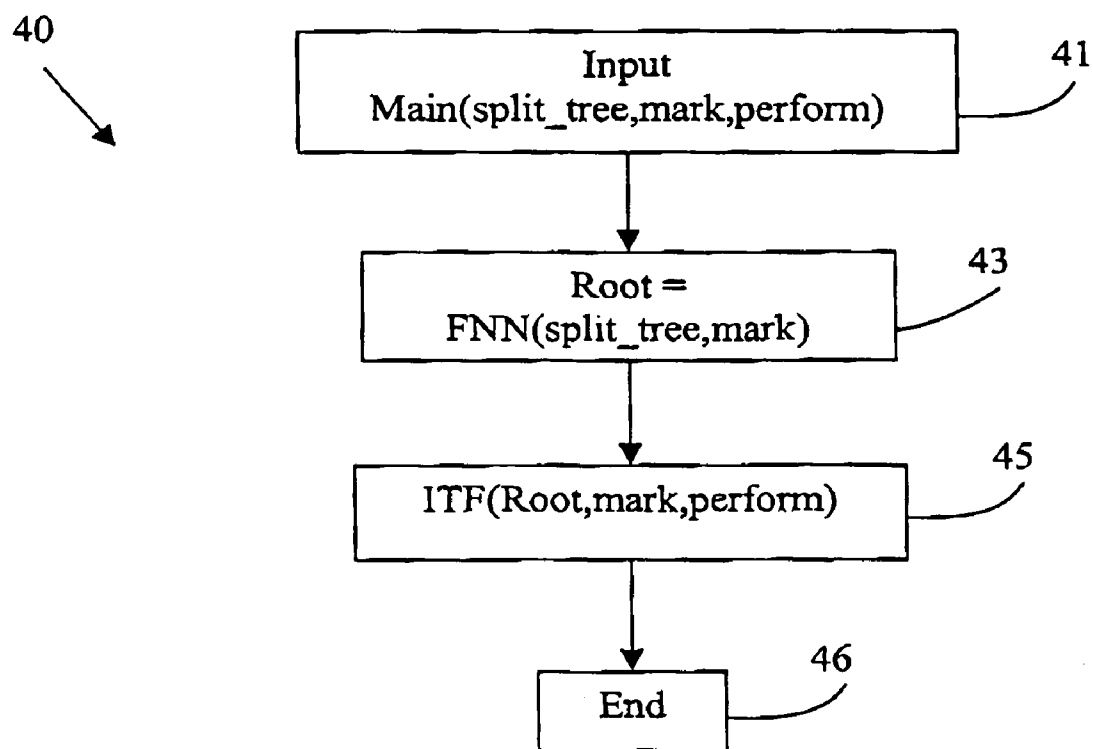 40
Input
Main(split_tree,mark,perform)
41
Root =
FNN(split_tree,mark)
43
ITF(Root,mark,perform)
45
End
46